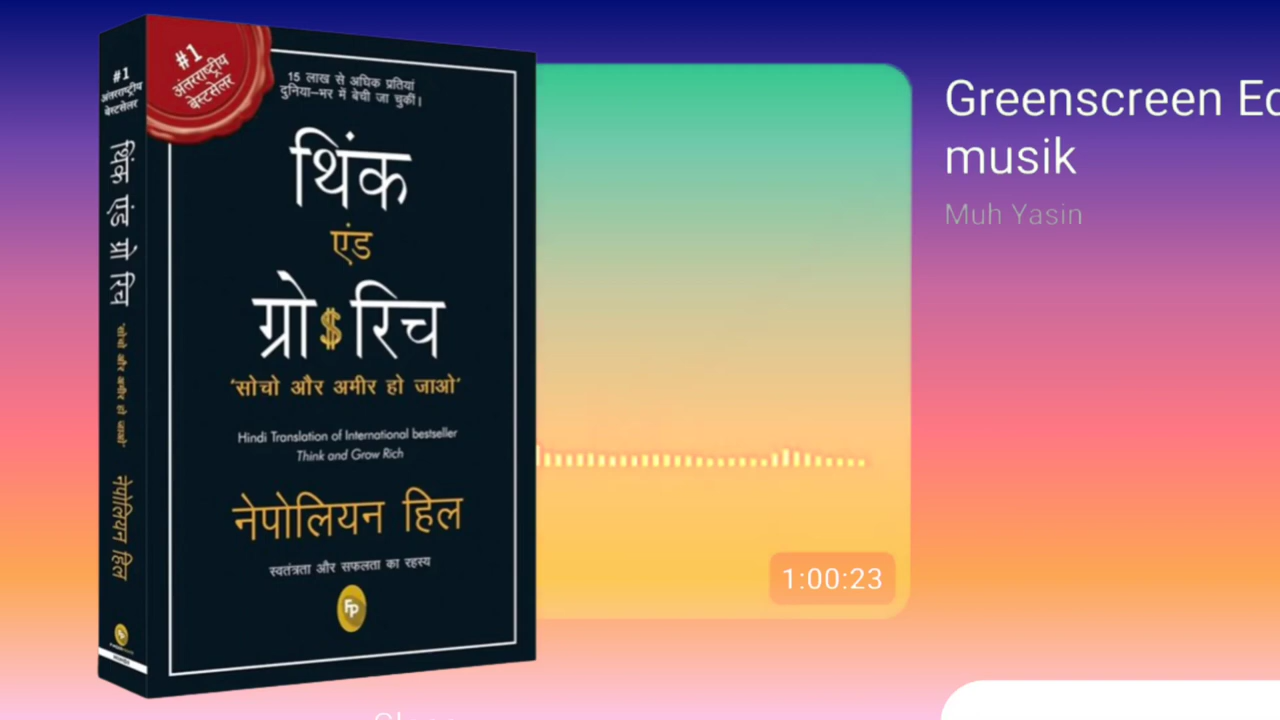 #1
अंतरराष्ट्रीय
बेस्टसेलर
थिंक एंड ग्रो रिच
'सोचो और अमीर हो जाओ'
नेपोलियन हिल
#1
अंतरराष्ट्रीय
बेस्टसेलर
15 लाख से अधिक प्रतियां
दुनिया–भर में बेची जा चुकीं।
थिंक
एंड
ग्रो $ रिच
'सोचो और अमीर हो जाओ'
Hindi Translation of International bestseller
Think and Grow Rich
नेपोलियन हिल
स्वतंत्रता और सफलता का रहस्य
FP
Greenscreen Ed
musik
Muh Yasin
1:00:23